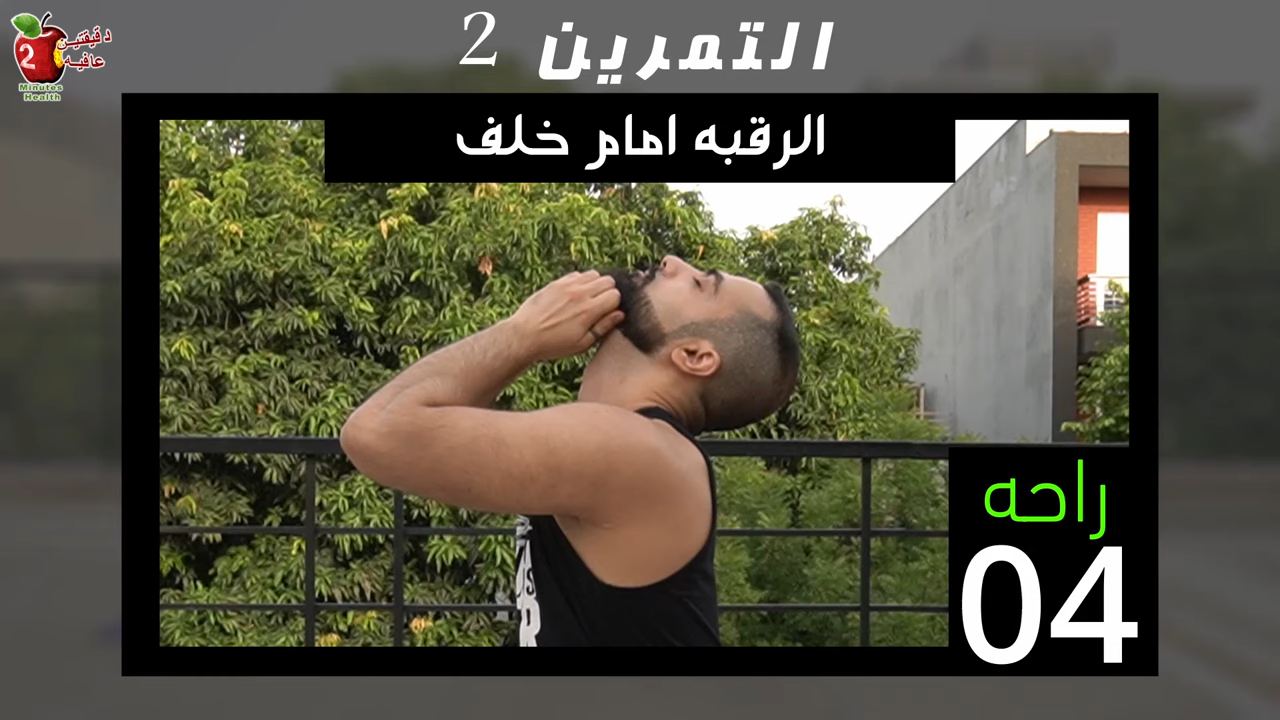 التمرين 2
دقيقتين
عافيه
2
Minutes
Health
الرقبه امام خلف
راحه
04